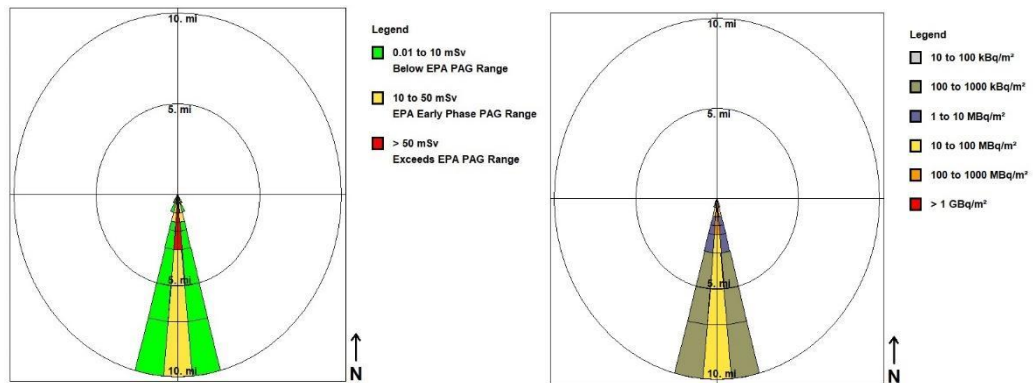 10. mi
5. mi
5. mi
10. mi
Legend
0.01 to 10 mSv
Below EPA PAG Range
10 to 50 mSv
EPA Early Phase PAG Range
> 50 mSv
Exceeds EPA PAG Range
N
10. mi
5. mi
5. mi
10. mi
Legend
10 to 100 kBq/m²
100 to 1000 kBq/m²
1 to 10 MBq/m²
10 to 100 MBq/m²
100 to 1000 MBq/m²
> 1 GBq/m²
N